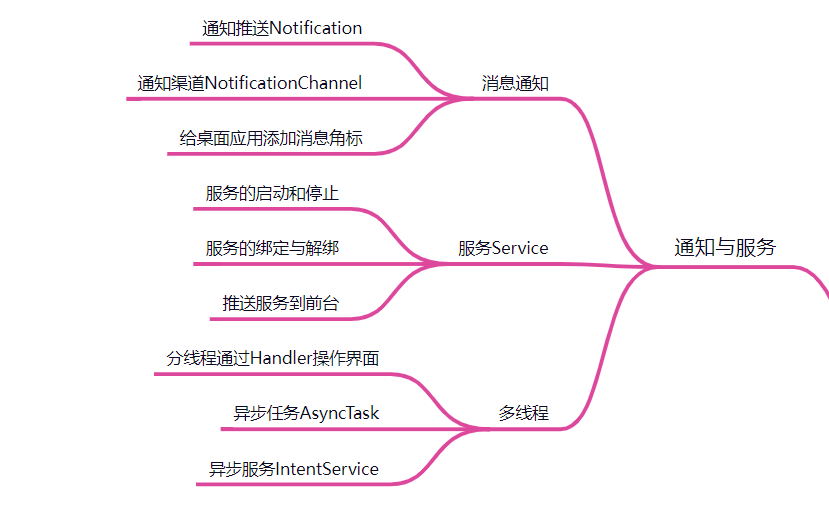 通知推送Notification
通知渠道NotificationChannel
消息通知
给桌面应用添加消息角标
服务的启动和停止
服务的绑定与解绑
服务Service
通知与服务
推送服务到前台
分线程通过Handler操作界面
异步任务AsyncTask
多线程
异步服务IntentService